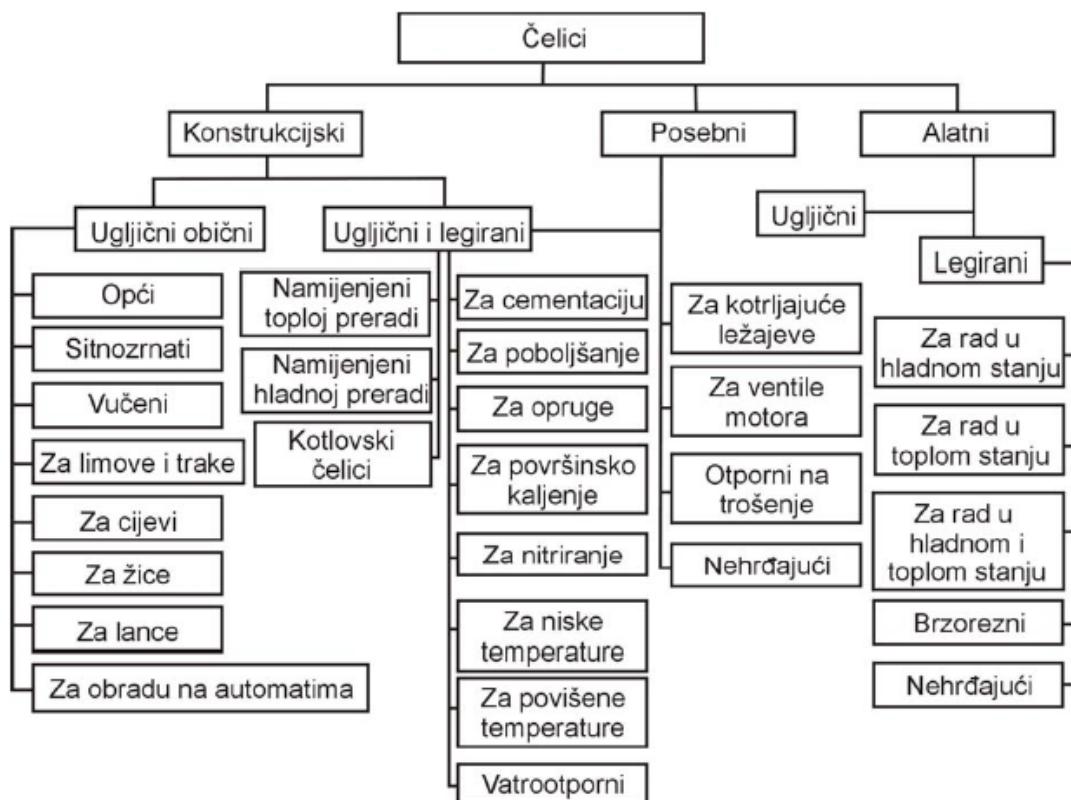 Čelici
Konstrukcijski
Posebni
Alatni
Ugljični obični
Ugljični i legirani
Ugljični
Legirani
Opći
Sitnozrnati
Vučeni
Za limove i trake
Za cijevi
Za žice
Za lance
Za obradu na automatima
Namijenjeni
toploj preradi
Namijenjeni
hladnoj preradi
Kotlovski
čelici
Za cementaciju
Za poboljšanje
Za opruge
Za površinsko
kaljenje
Za nitriranje
Za niske
temperature
Za povišene
temperature
Vatrootporni
Za kotrljajuće
ležajeve
Za ventile
motora
Otporni na
trošenje
Nehrđajući
Za rad u
hladnom stanju
Za rad u
toplom stanju
Za rad u
hladnom i
toplom stanju
Brzorezni
Nehrđajući